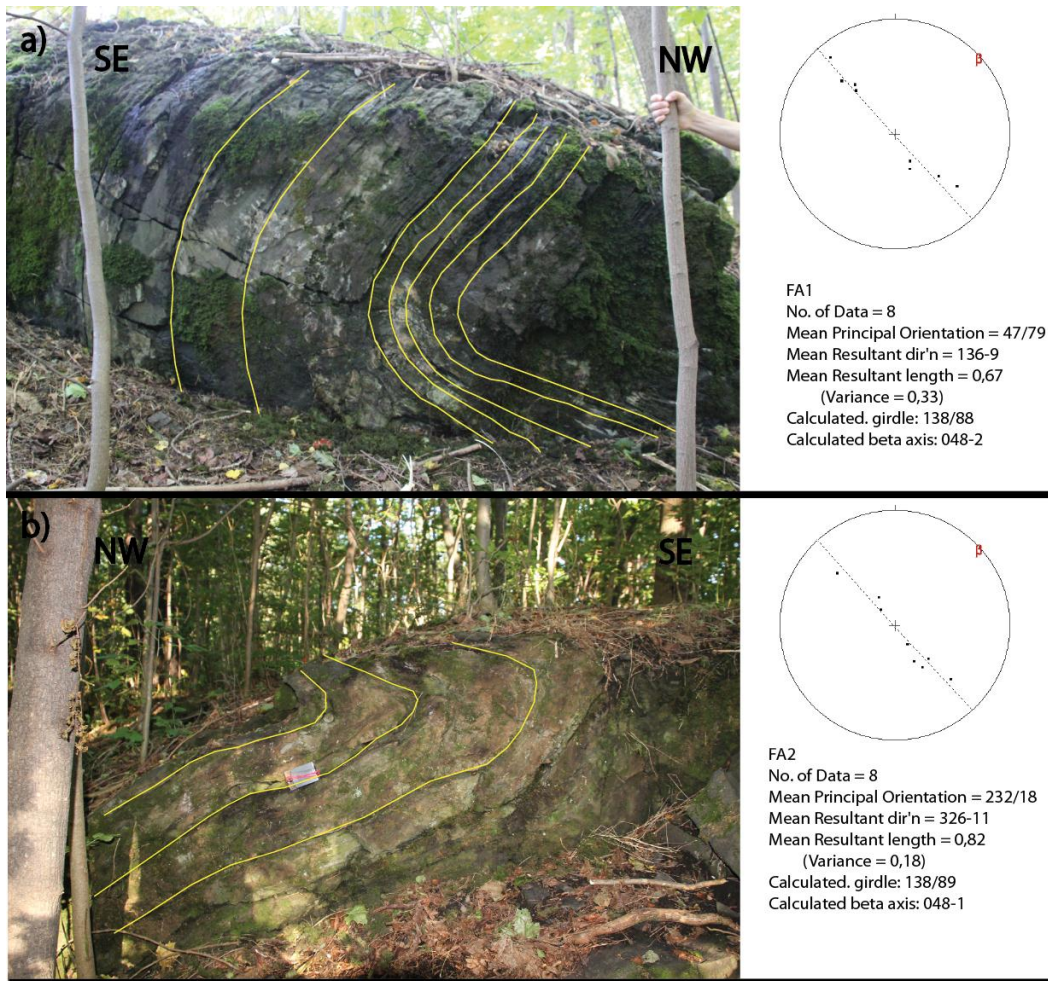 a)
SE
NW
β
FA1
No. of Data = 8
Mean Principal Orientation = 47/79
Mean Resultant dir'n = 136-9
Mean Resultant length = 0,67
(Variance = 0,33)
Calculated. girdle: 138/88
Calculated beta axis: 048-2
b)
NW
SE
β
FA2
No. of Data = 8
Mean Principal Orientation = 232/18
Mean Resultant dir'n = 326-11
Mean Resultant length = 0,82
(Variance = 0,18)
Calculated. girdle: 138/89
Calculated beta axis: 048-1